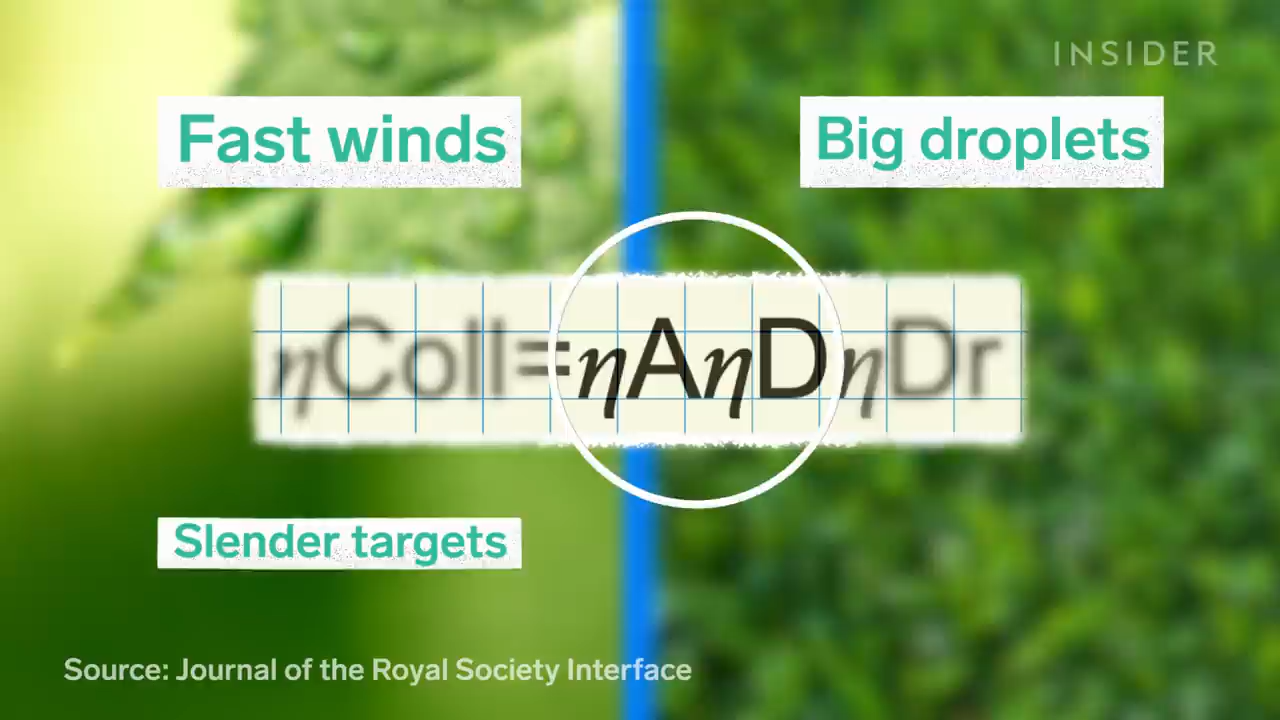 INSIDER
Fast winds
Big droplets
ηColl=ηAηDηDr
Slender targets
Source: Journal of the Royal Society Interface